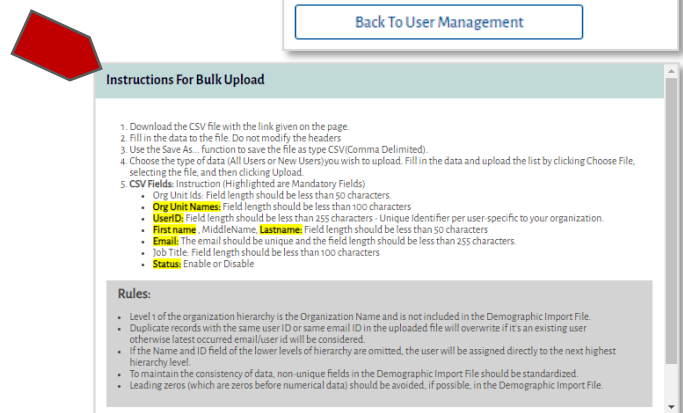 Back To User Management
Instructions For Bulk Upload
1. Download the CSV file with the link given on the page.
2. Fill in the data to the file. Do not modify the headers
3. Use the Save As... function to save the file as type CSV(Comma Delimited).
4. Choose the type of data (All Users or New Users)you wish to upload. Fill in the data and upload the list by clicking Choose File,
selecting the file, and then clicking Upload.
5. CSV Fields: Instruction (Highlighted are Mandatory Fields)
• Org Unit Ids: Field length should be less than 50 characters.
• Org Unit Names: Field length should be less than 100 characters
• UserID: Field length should be less than 255 characters - Unique Identifier per user-specific to your organization.
• First name , MiddleName, Lastname: Field length should be less than 50 characters
• Email: The email should be unique and the field length should be less than 255 characters.
• Job Title: Field length should be less than 100 characters
• Status: Enable or Disable
Rules:
• Level 1 of the organization hierarchy is the Organization Name and is not included in the Demographic Import File.
• Duplicate records with the same user ID or same email ID in the uploaded file will overwrite if it's an existing user
otherwise latest occurred email/user id will be considered.
• If the Name and ID field of the lower levels of hierarchy are omitted, the user will be assigned directly to the next highest
hierarchy level.
• To maintain the consistency of data, non-unique fields in the Demographic Import File should be standardized.
• Leading zeros (which are zeros before numerical data) should be avoided, if possible, in the Demographic Import File.